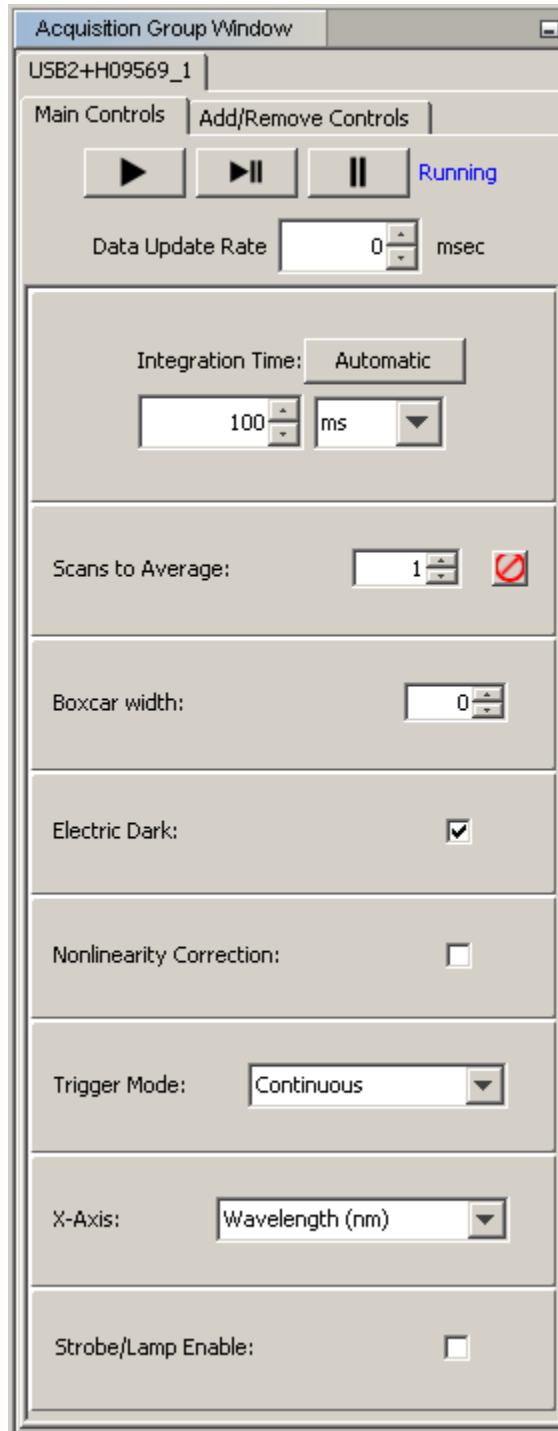 Acquisition Group Window
USB2+H09569_1
Main Controls Add/Remove Controls
Running
Data Update Rate 0 msec
Integration Time: Automatic
100 ms
Scans to Average: 1
Boxcar width: 0
Electric Dark:
Nonlinearity Correction:
Trigger Mode: Continuous
X-Axis: Wavelength (nm)
Strobe/Lamp Enable: